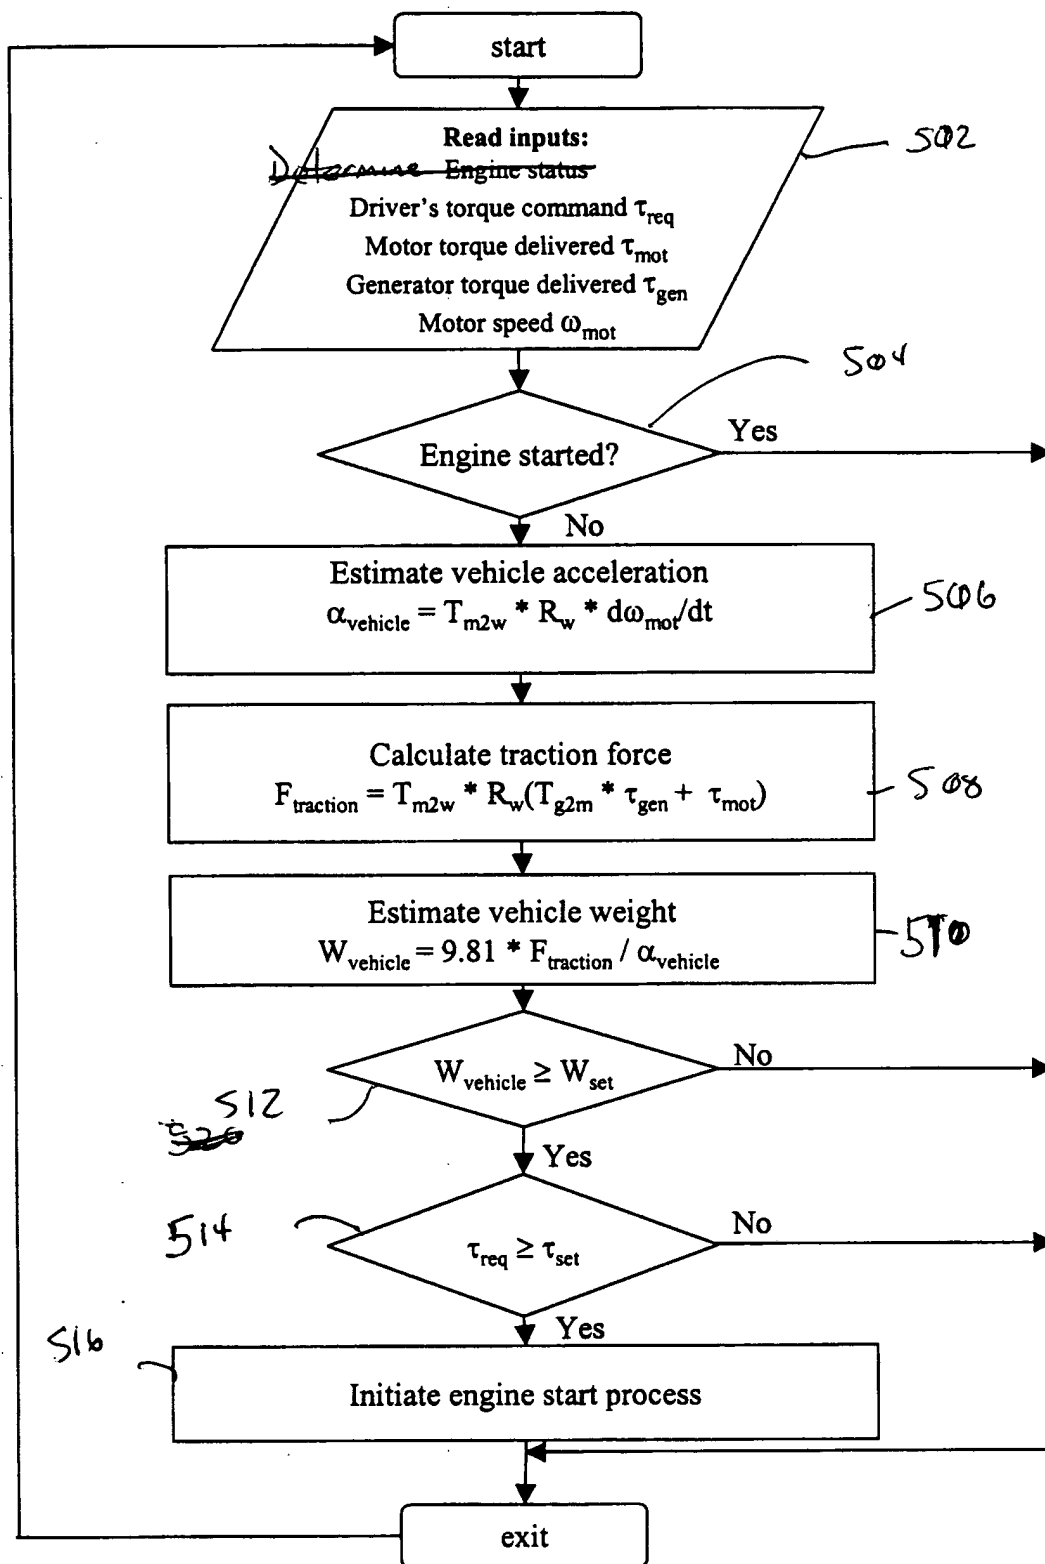 start
Read inputs:
Determine Engine status
502
Driver's torque command τreq
Motor torque delivered τmot
Generator torque delivered τgen
Motor speed ωmot
504
Engine started?
Yes
No
Estimate vehicle acceleration
αvehicle = Tm2w * Rw * dωmot/dt
506
Calculate traction force
Ftraction = Tm2w * Rw(Tg2m * τgen + τmot)
508
Estimate vehicle weight
Wvehicle = 9.81 * Ftraction / αvehicle
510
Wvehicle ≥ Wset
No
512
526
Yes
514
τreq ≥ τset
No
Yes
516
Initiate engine start process
exit